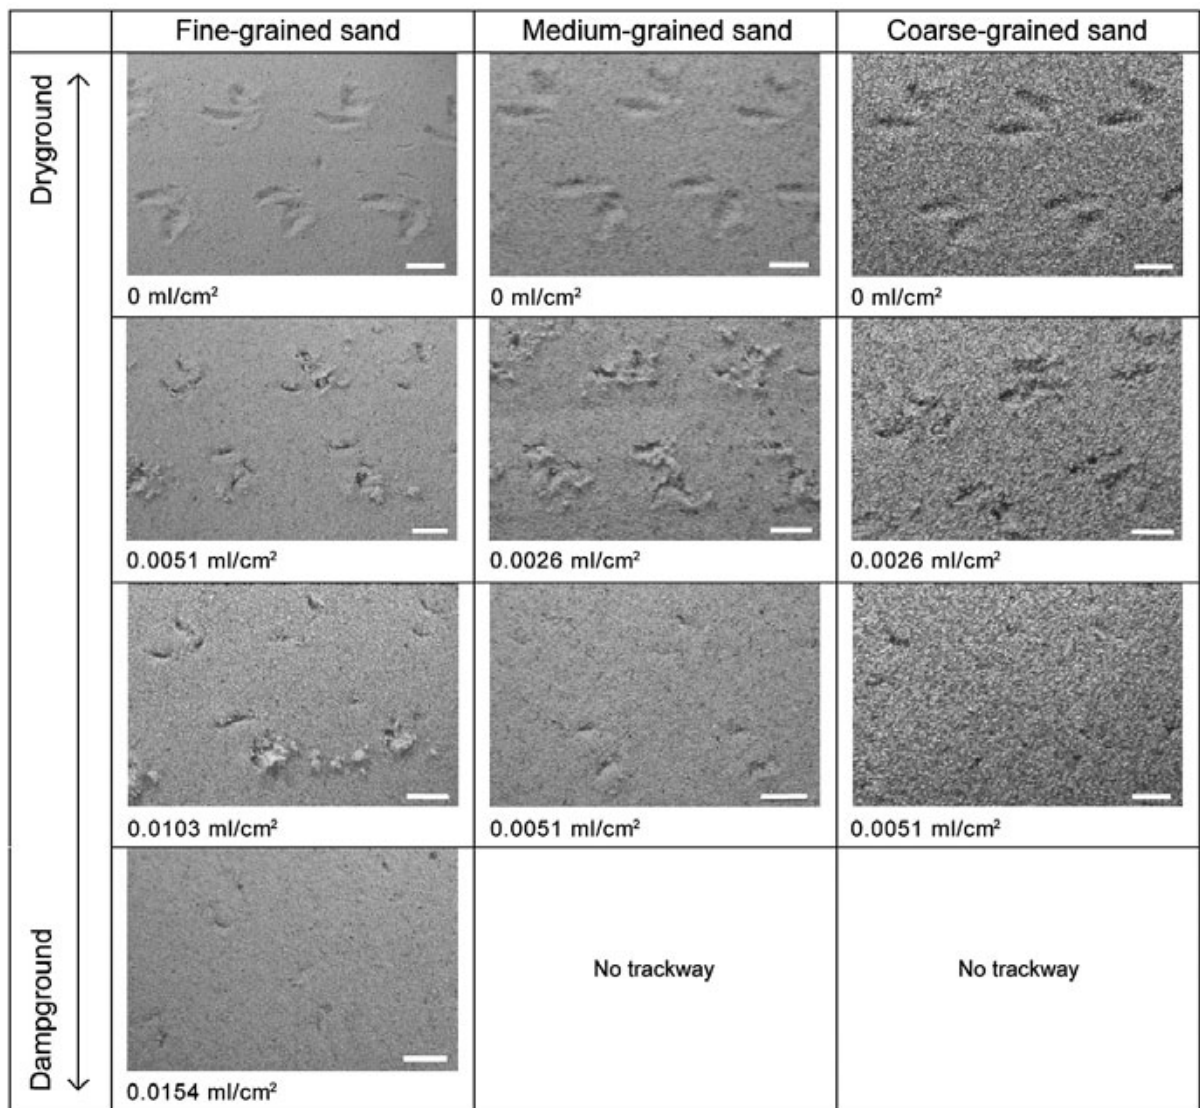 Fine-grained sand
Medium-grained sand
Coarse-grained sand
Dryground
0 ml/cm²
0 ml/cm²
0 ml/cm²
0.0051 ml/cm²
0.0026 ml/cm²
0.0026 ml/cm²
0.0103 ml/cm²
0.0051 ml/cm²
0.0051 ml/cm²
Dampground
No trackway
No trackway
0.0154 ml/cm²